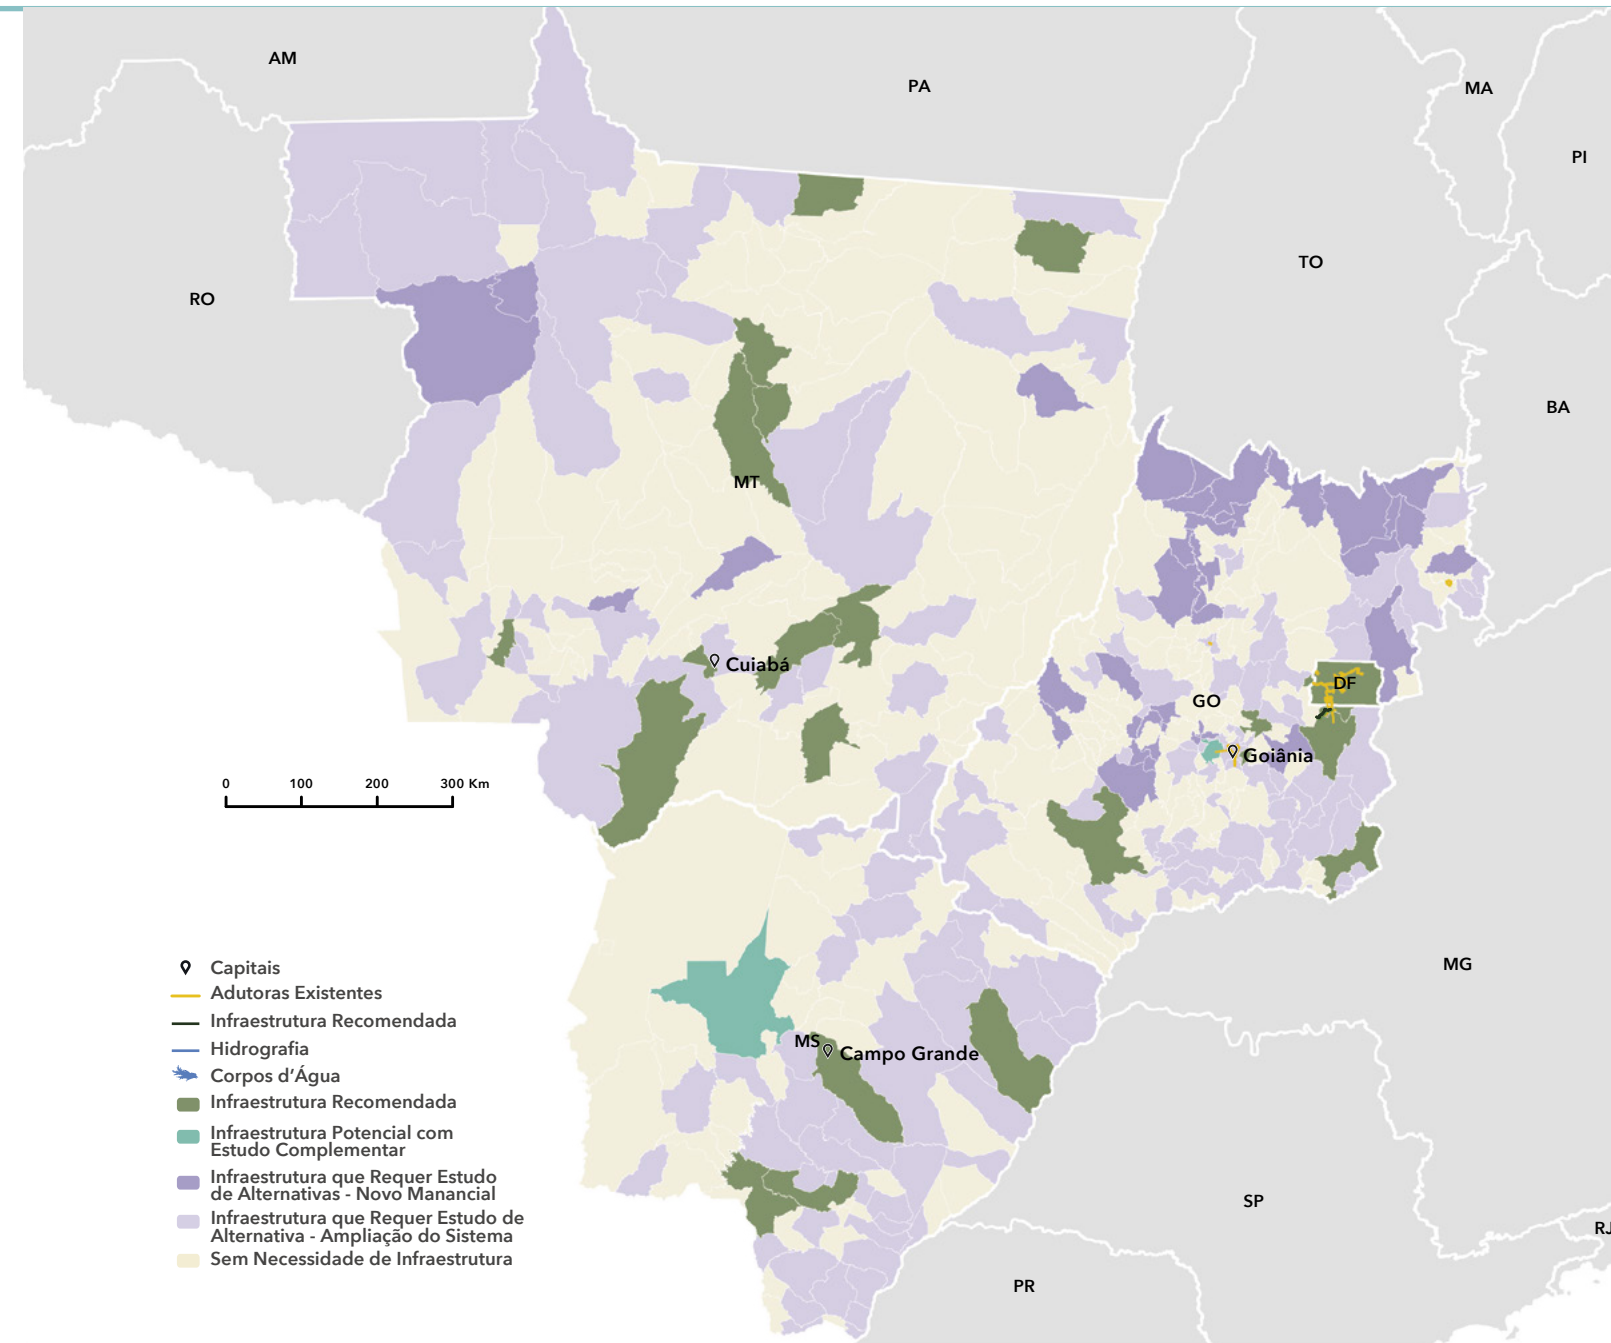 AM
PA
MA
PI
TO
RO
BA
MT
Cuiabá
DF
GO
Goiânia
0 100 200 300 Km
MG
MS
Campo Grande
SP
RJ
PR
Capitais
Adutoras Existentes
Infraestrutura Recomendada
Hidrografia
Corpos d’Água
Infraestrutura Recomendada
Infraestrutura Potencial com
Estudo Complementar
Infraestrutura que Requer Estudo
de Alternativas - Novo Manancial
Infraestrutura que Requer Estudo de
Alternativa - Ampliação do Sistema
Sem Necessidade de Infraestrutura